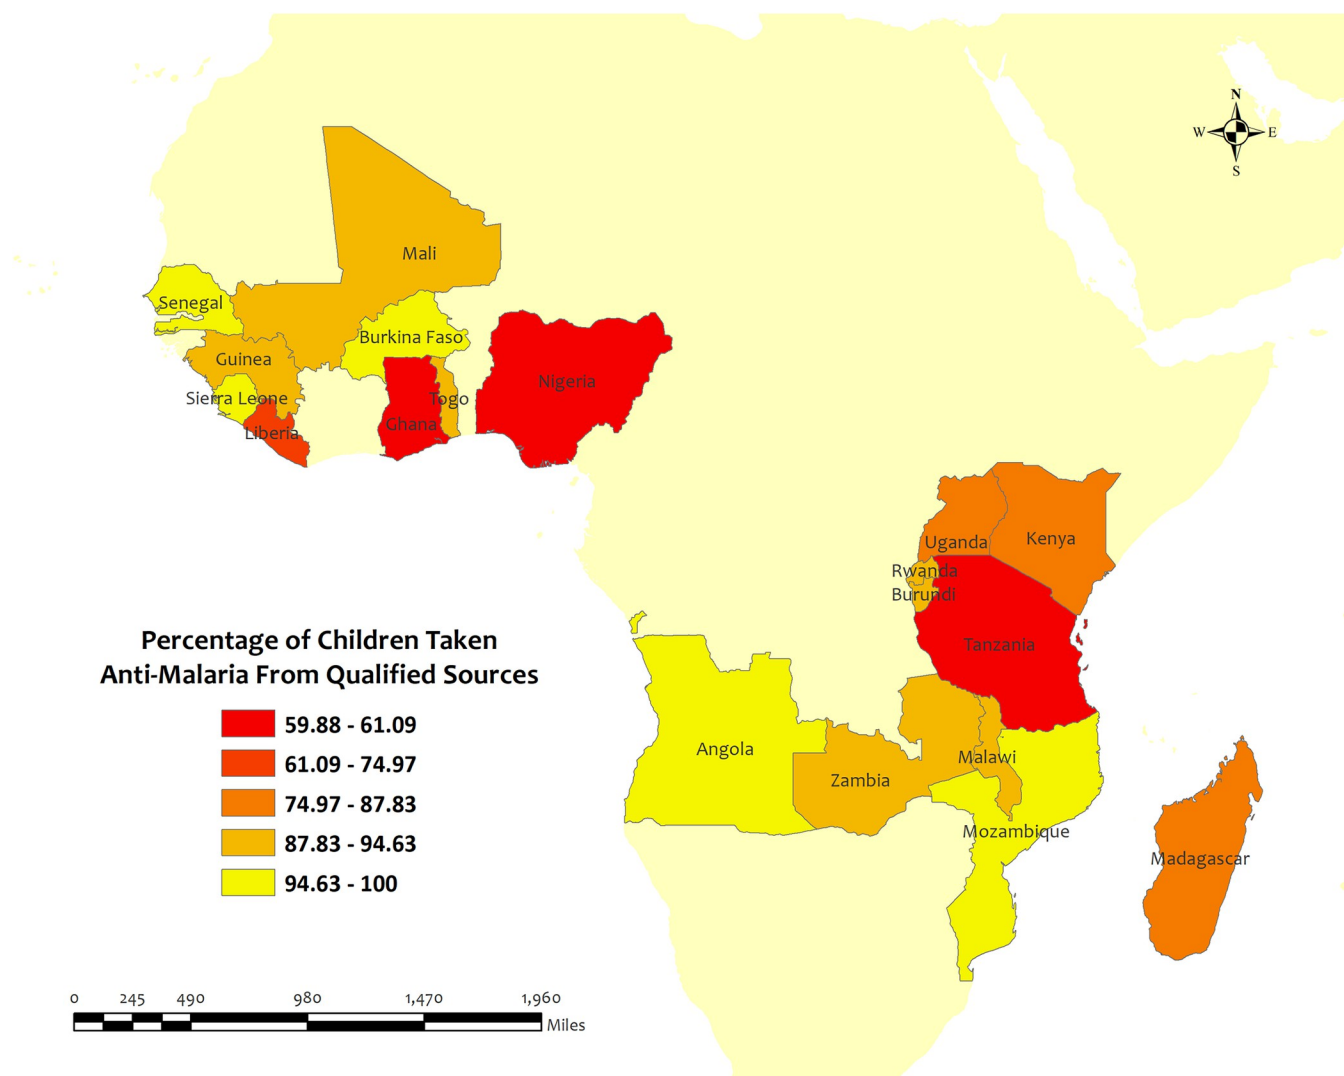 N
W E
S
Mali
Senegal
Burkina Faso
Guinea
Nigeria
Sierra Leone
Togo
Ghana
Liberia
Kenya
Uganda
Rwanda
Burundi
Tanzania
Angola
Malawi
Zambia
Mozambique
Madagascar
Percentage of Children Taken
Anti-Malaria From Qualified Sources
59.88 - 61.09
61.09 - 74.97
74.97 - 87.83
87.83 - 94.63
94.63 - 100
0 245 490 980 1,470 1,960
Miles